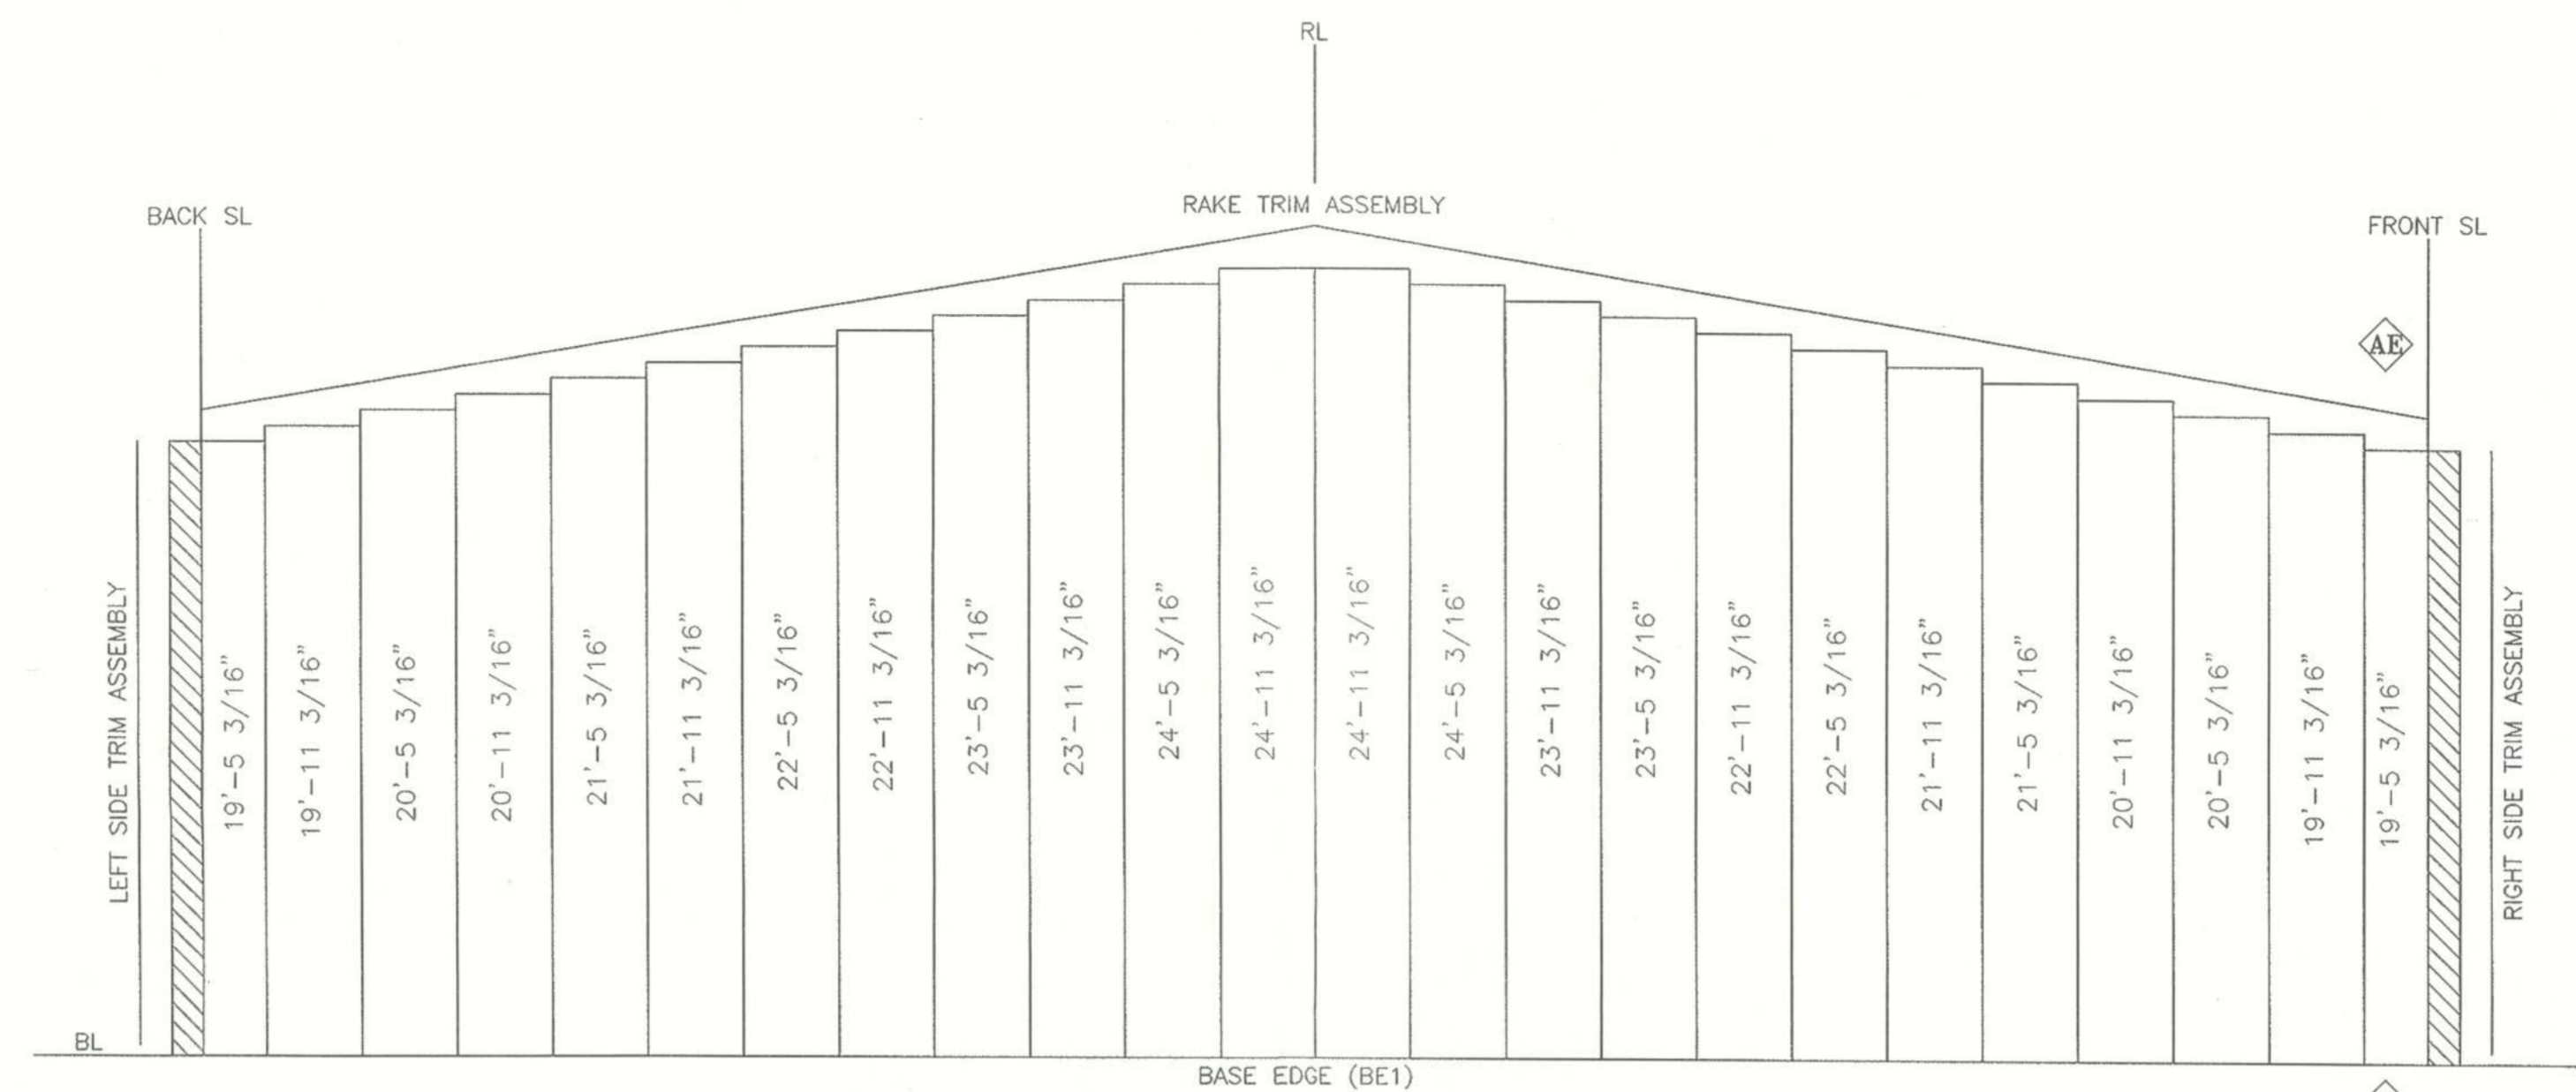 RL
RAKE TRIM ASSEMBLY
BACK SL
FRONT SL
AE
LEFT SIDE TRIM ASSEMBLY
19'-5 3/16"
19'-11 3/16"
20'-5 3/16"
20'-11 3/16"
21'-5 3/16"
21'-11 3/16"
22'-5 3/16"
22'-11 3/16"
23'-5 3/16"
23'-11 3/16"
24'-5 3/16"
24'-11 3/16"
24'-11 3/16"
24'-5 3/16"
23'-11 3/16"
23'-5 3/16"
22'-11 3/16"
22'-5 3/16"
21'-11 3/16"
21'-5 3/16"
20'-11 3/16"
20'-5 3/16"
19'-11 3/16"
19'-5 3/16"
RIGHT SIDE TRIM ASSEMBLY
BL
BASE EDGE (BE1)